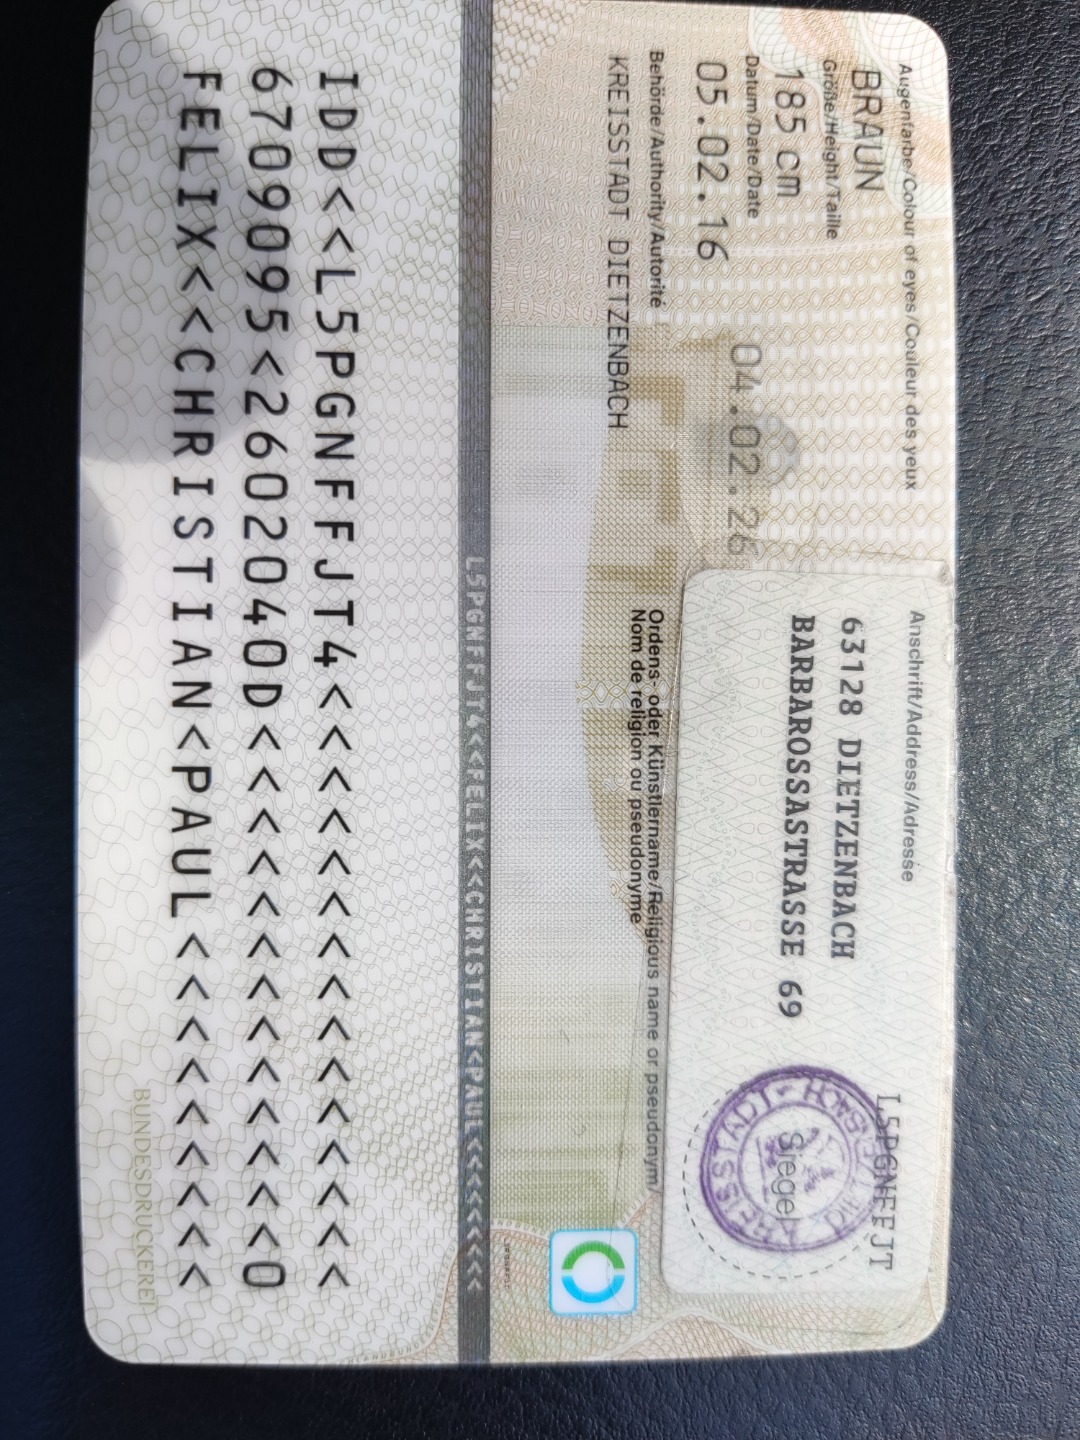 Augenfarbe/Colour of eyes/Couleur des yeux
BRAUN
Größe/Height/Taille
185 cm
Datum/Date/Date
05.02.16
04.02.26
Behörde/Authority/Autorité
KREISSTADT DIETZENBACH
Anschrift/Address/Adresse
63128 DIETZENBACH
BARBAROSSASTRASSE 69
L5PGNFFJT
Siegel
Ordens- oder Künstlername/Religious name or pseudonym
Nom de religion ou pseudonyme
L5PGNFFJT4<<FELIX<<CHRISTIAN<PAUL<<<<<<<<<
IDD<<L5PGNFFJT4<<<<<<<<<<<<<<<
6709095<2602040D<<<<<<<<<<<<<0
FELIX<<CHRISTIAN<PAUL<<<<<<<<<
BUNDESDRUCKEREI